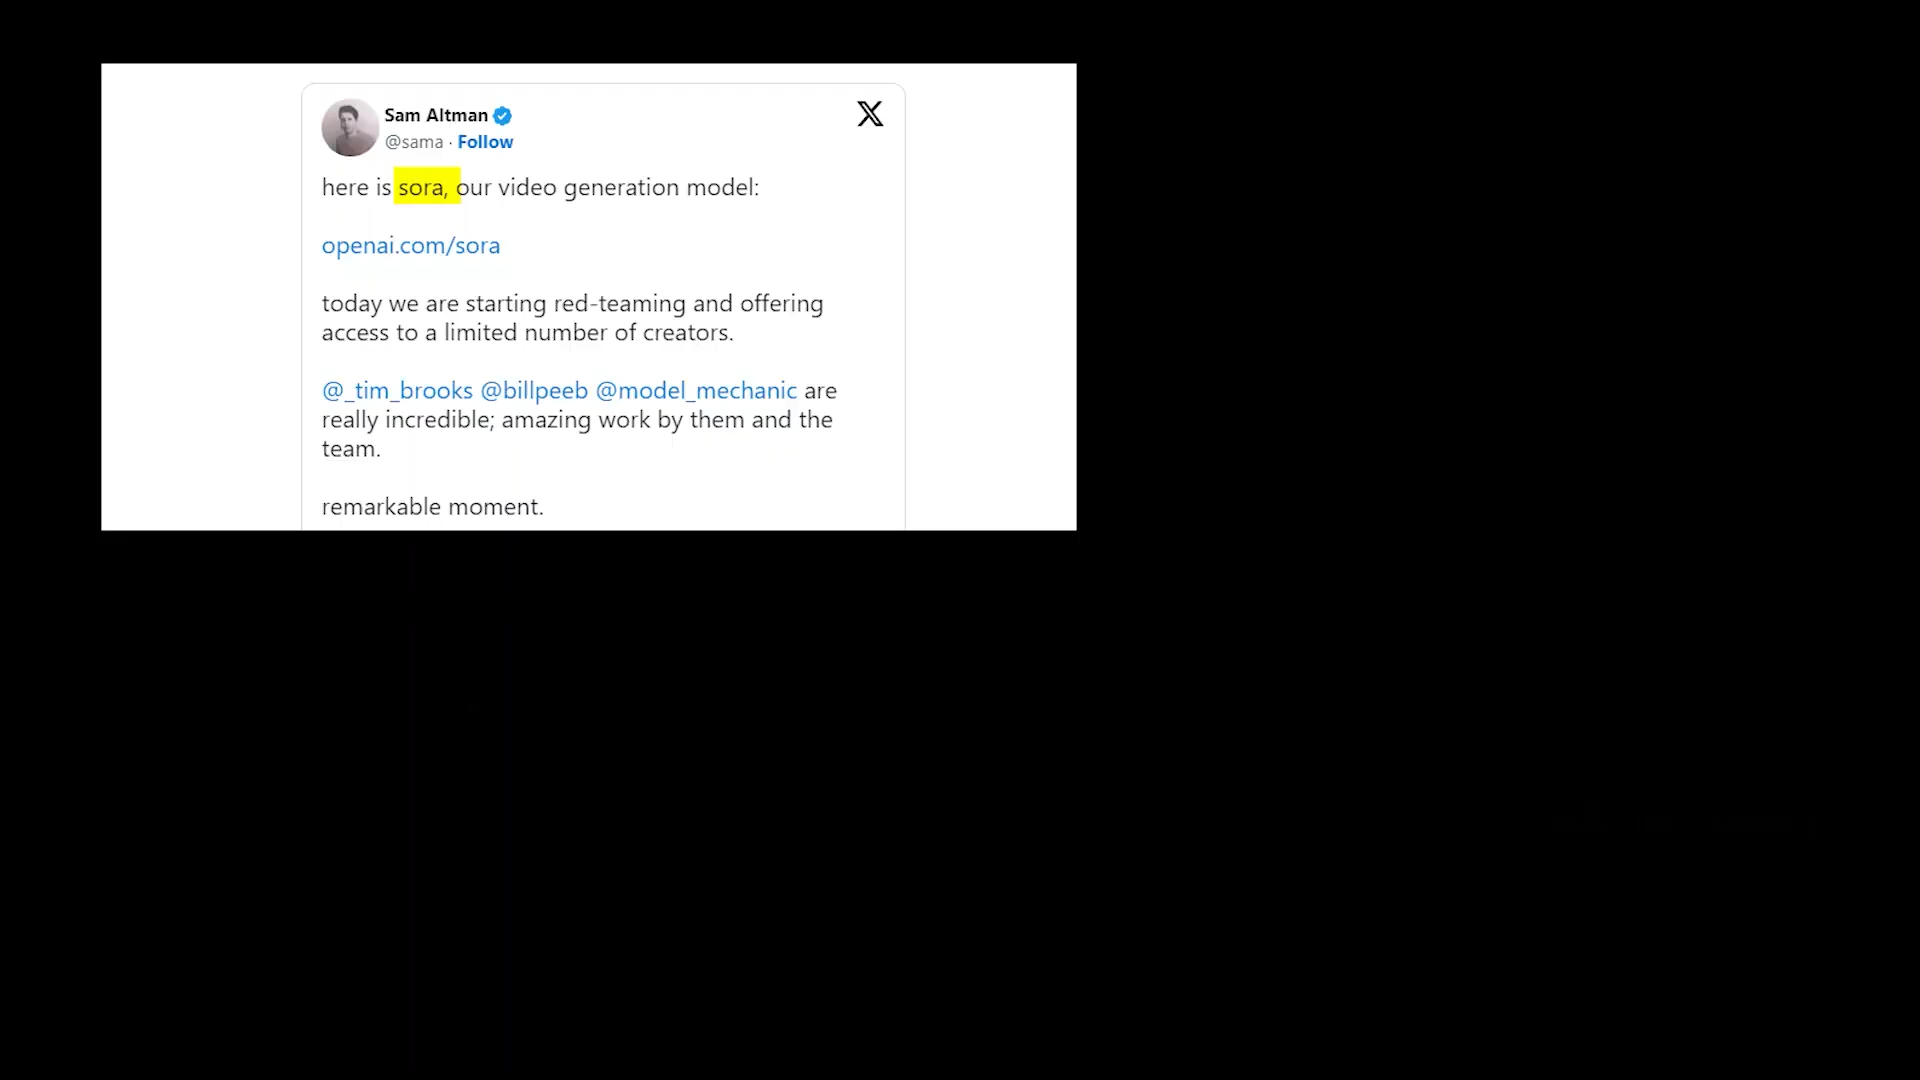 Sam Altman
@sama · Follow
here is sora, our video generation model:
openai.com/sora
today we are starting red-teaming and offering
access to a limited number of creators.
@_tim_brooks @billpeeb @model_mechanic are
really incredible; amazing work by them and the
team.
remarkable moment.